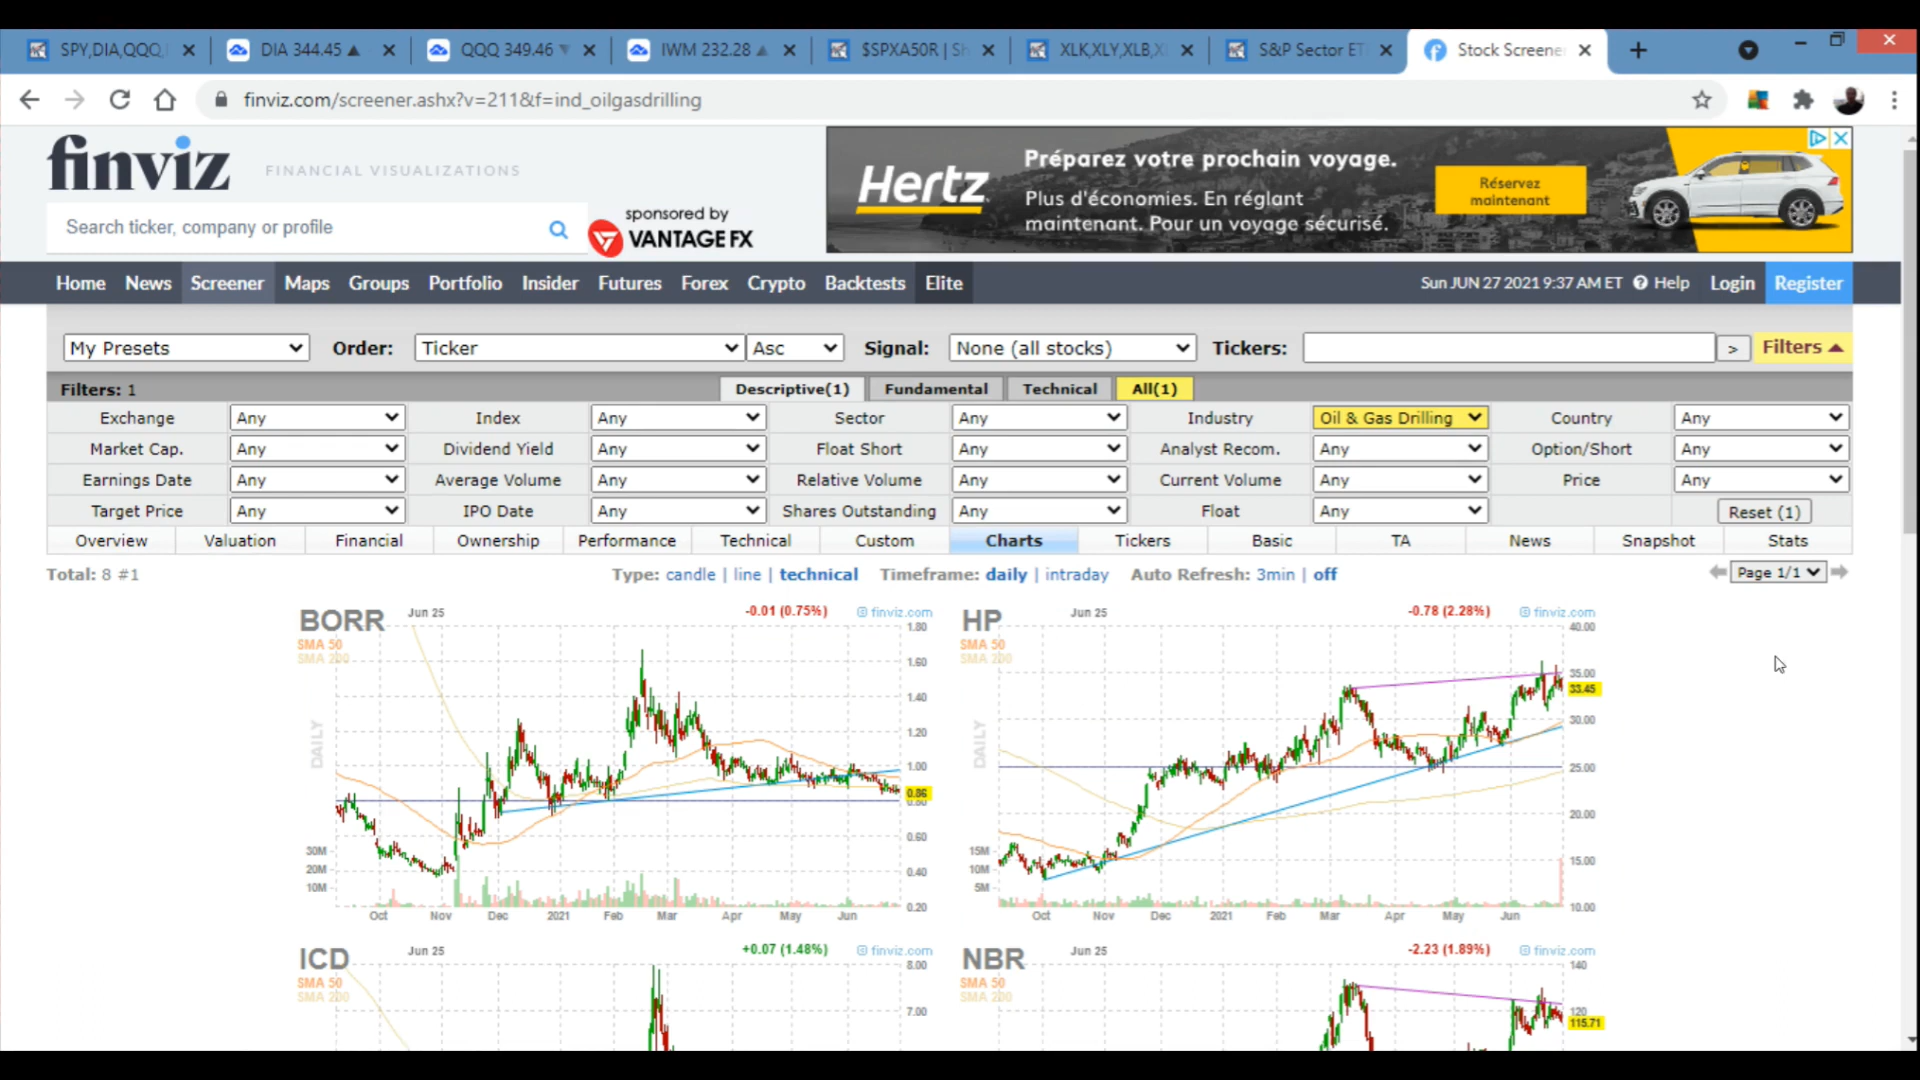 SPY,DIA,QQQ, DIA 344.45 ▲ QQQ 349.46 ▼ IWM 232.28 ▲ $SPXA50R | Sh XLK,XLY,XLB,X S&P Sector ET Stock Screene
finviz.com/screener.ashx?v=211&f=ind_oilgasdrilling
finviz FINANCIAL VISUALIZATIONS
Search ticker, company or profile
sponsored by
VANTAGE FX
Hertz
Préparez votre prochain voyage.
Plus d'économies. En réglant
maintenant. Pour un voyage sécurisé.
Réservez
maintenant
Home News Screener Maps Groups Portfolio Insider Futures Forex Crypto Backtests Elite Sun JUN 27 2021 9:37 AM ET Help Login Register
My Presets Order: Ticker Asc Signal: None (all stocks) Tickers: > Filters
Filters: 1 Descriptive(1) Fundamental Technical All(1)
Exchange Any Index Any Sector Any Industry Oil & Gas Drilling Country Any
Market Cap. Any Dividend Yield Any Float Short Any Analyst Recom. Any Option/Short Any
Earnings Date Any Average Volume Any Relative Volume Any Current Volume Any Price Any
Target Price Any IPO Date Any Shares Outstanding Any Float Any Reset (1)
Overview Valuation Financial Ownership Performance Technical Custom Charts Tickers Basic TA News Snapshot Stats
Total: 8 #1 Type: candle | line | technical Timeframe: daily | intraday Auto Refresh: 3min | off Page 1/1
BORR Jun 25 -0.01 (0.75%) © finviz.com
SMA 50
SMA 200
DAILY
1.80
1.60
1.40
1.20
1.00
0.86
0.80
0.60
0.40
0.20
30M
20M
10M
Oct Nov Dec 2021 Feb Mar Apr May Jun
HP Jun 25 -0.78 (2.28%) © finviz.com
SMA 50
SMA 200
DAILY
40.00
35.00
33.45
30.00
25.00
20.00
15.00
10.00
15M
10M
5M
Oct Nov Dec 2021 Feb Mar Apr May Jun
ICD Jun 25 +0.07 (1.48%) © finviz.com
SMA 50
SMA 200
8.00
7.00
NBR Jun 25 -2.23 (1.89%) © finviz.com
SMA 50
SMA 200
140
120
115.71